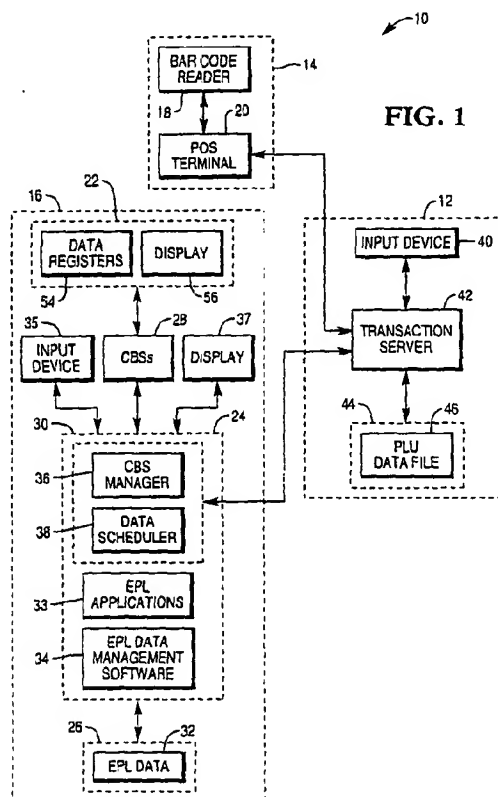 10
BAR CODE
READER
14
18
20
FIG. 1
POS
TERMINAL
16
22
12
DATA
REGISTERS
DISPLAY
INPUT DEVICE
40
54
56
42
35
28
37
INPUT
DEVICE
CBSs
DISPLAY
TRANSACTION
SERVER
30
24
44
46
36
CBS
MANAGER
PLU
DATA FILE
38
DATA
SCHEDULER
33
EPL
APPLICATIONS
34
EPL DATA
MANAGEMENT
SOFTWARE
26
32
EPL DATA